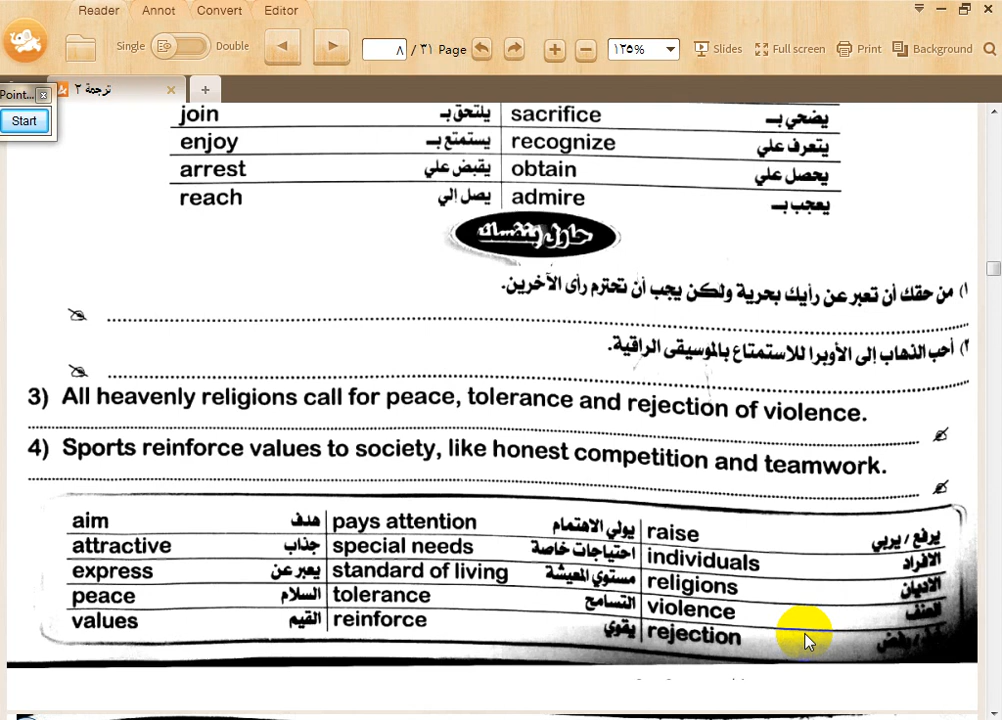 Reader Annot Convert Editor
Single Double ٨ / ٣١ Page ١٢٥% Slides Full screen Print Background
Point... ترجمة ٢
Start
join يلتحق بـ sacrifice يضحي بـ
enjoy يستمتع بـ recognize يتعرف علي
arrest يقبض علي obtain يحصل علي
reach يصل إلي admire يعجب بـ
حاول بنفسك
١) من حقك أن تعبر عن رأيك بحرية ولكن يجب أن تحترم رأى الآخرين.
٢) أحب الذهاب إلى الأوبرا للاستمتاع بالموسيقى الراقية.
3) All heavenly religions call for peace, tolerance and rejection of violence.
4) Sports reinforce values to society, like honest competition and teamwork.
aim هدف pays attention يولي الاهتمام raise يرفع / يربي
attractive جذاب special needs احتياجات خاصة individuals الافراد
express يعبر عن standard of living مستوي المعيشة religions الاديان
peace السلام tolerance التسامح violence العنف
values القيم reinforce يقوي rejection